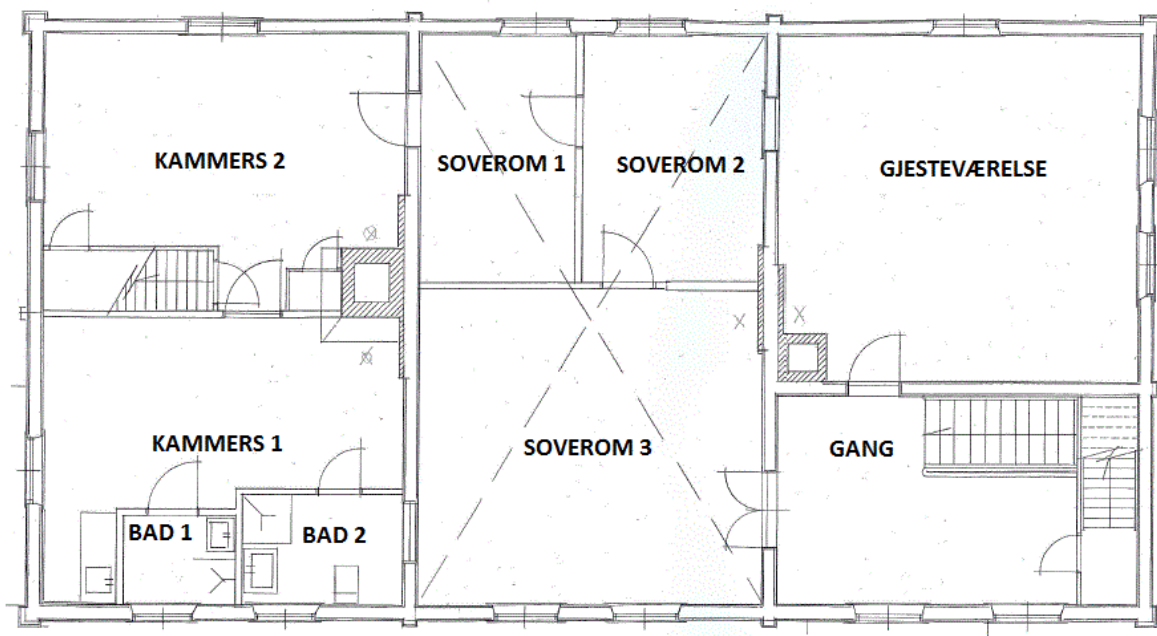 KAMMERS 2
SOVEROM 1
SOVEROM 2
GJESTEVÆRELSE
KAMMERS 1
SOVEROM 3
GANG
BAD 1
BAD 2